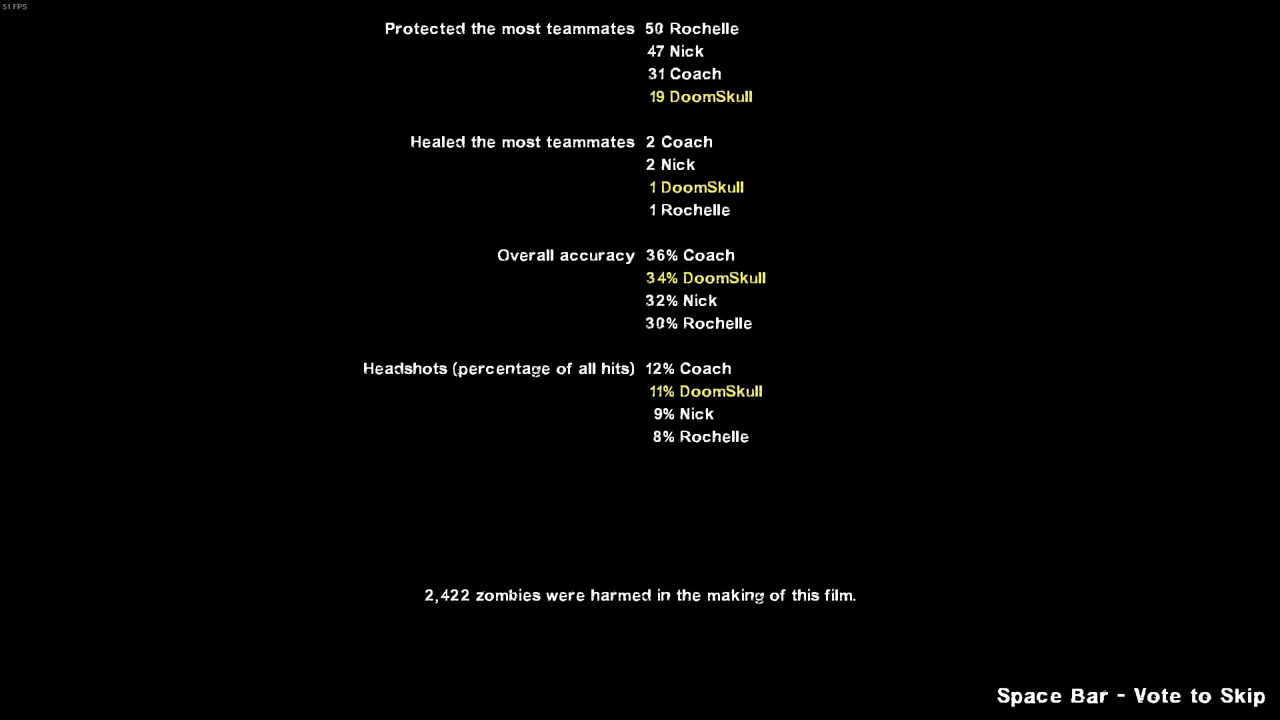 51 FPS
Protected the most teammates 50 Rochelle
47 Nick
31 Coach
19 DoomSkull
Healed the most teammates 2 Coach
2 Nick
1 DoomSkull
1 Rochelle
Overall accuracy 36% Coach
34% DoomSkull
32% Nick
30% Rochelle
Headshots (percentage of all hits) 12% Coach
11% DoomSkull
9% Nick
8% Rochelle
2,422 zombies were harmed in the making of this film.
Space Bar - Vote to Skip